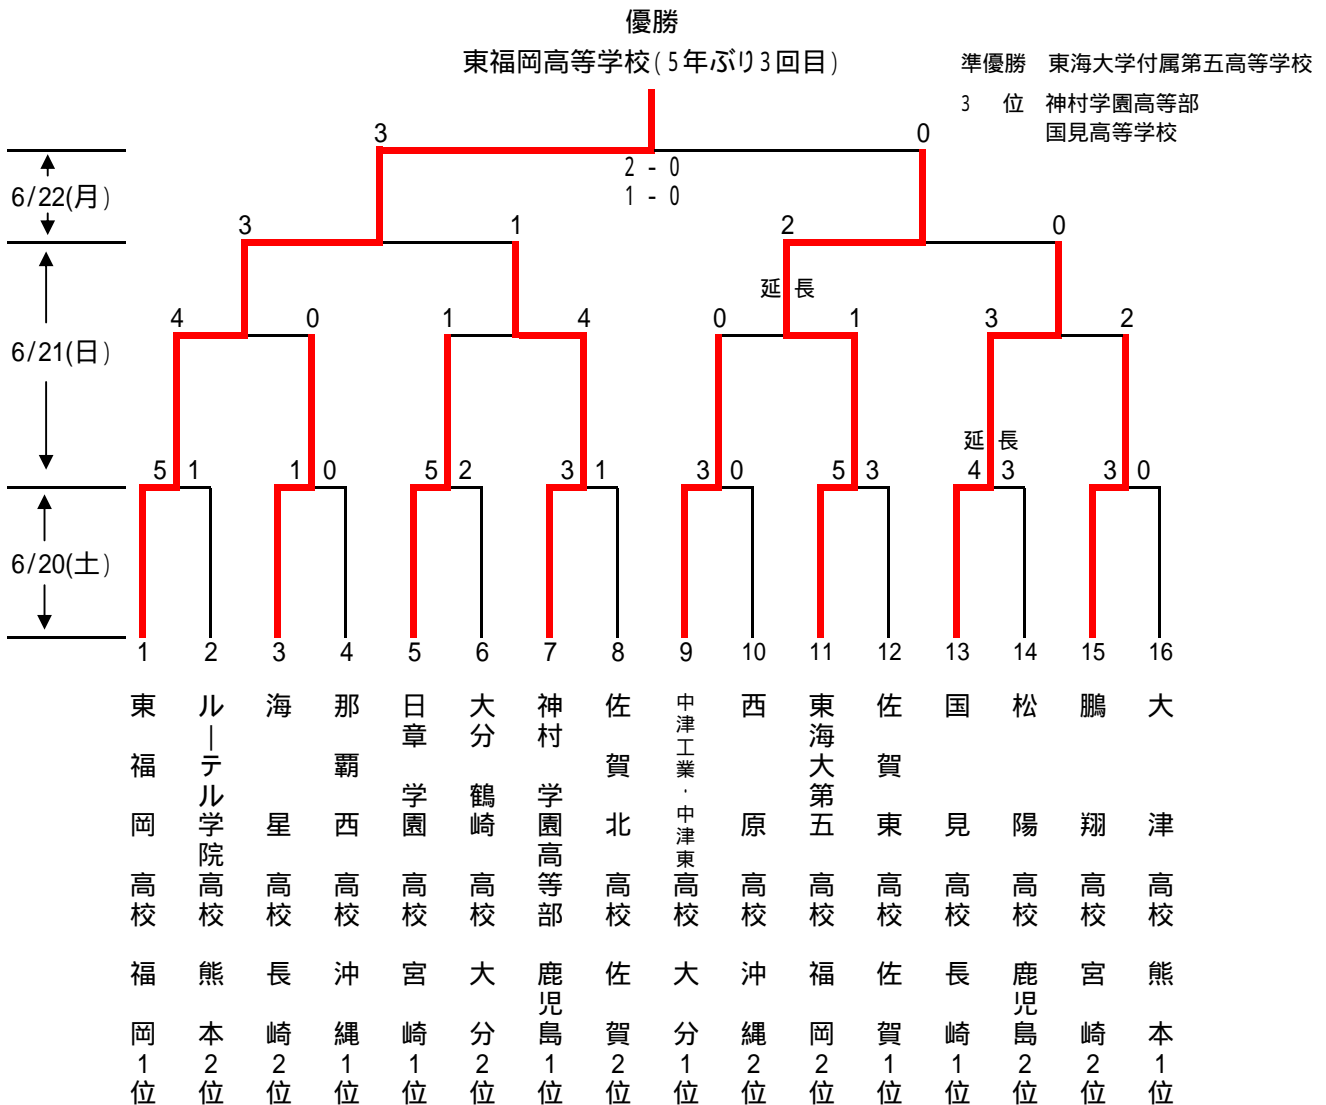 優勝
東福岡高等学校(5年ぶり3回目)
準優勝 東海大学付属第五高等学校
3 位 神村学園高等部
国見高等学校
3 0
2 - 0
1 - 0
6/22(月)
3 1 2 0
延長
4 0 1 4 0 1 3 2
6/21(日)
延長
5 1 1 0 5 2 3 1 3 0 5 3 4 3 3 0
6/20(土)
1 2 3 4 5 6 7 8 9 10 11 12 13 14 15 16
東福岡高校 福岡1位
ルーテル学院高校 熊本2位
海星高校 長崎2位
那覇西高校 沖縄1位
日章学園高校 宮崎1位
大分鶴崎高校 大分2位
神村学園高等部 鹿児島1位
佐賀北高校 佐賀2位
中津工業・中津東高校 大分1位
西原高校 沖縄2位
東海大第五高校 福岡2位
佐賀東高校 佐賀1位
国見高校 長崎1位
松陽高校 鹿児島2位
鵬翔高校 宮崎2位
大津高校 熊本1位